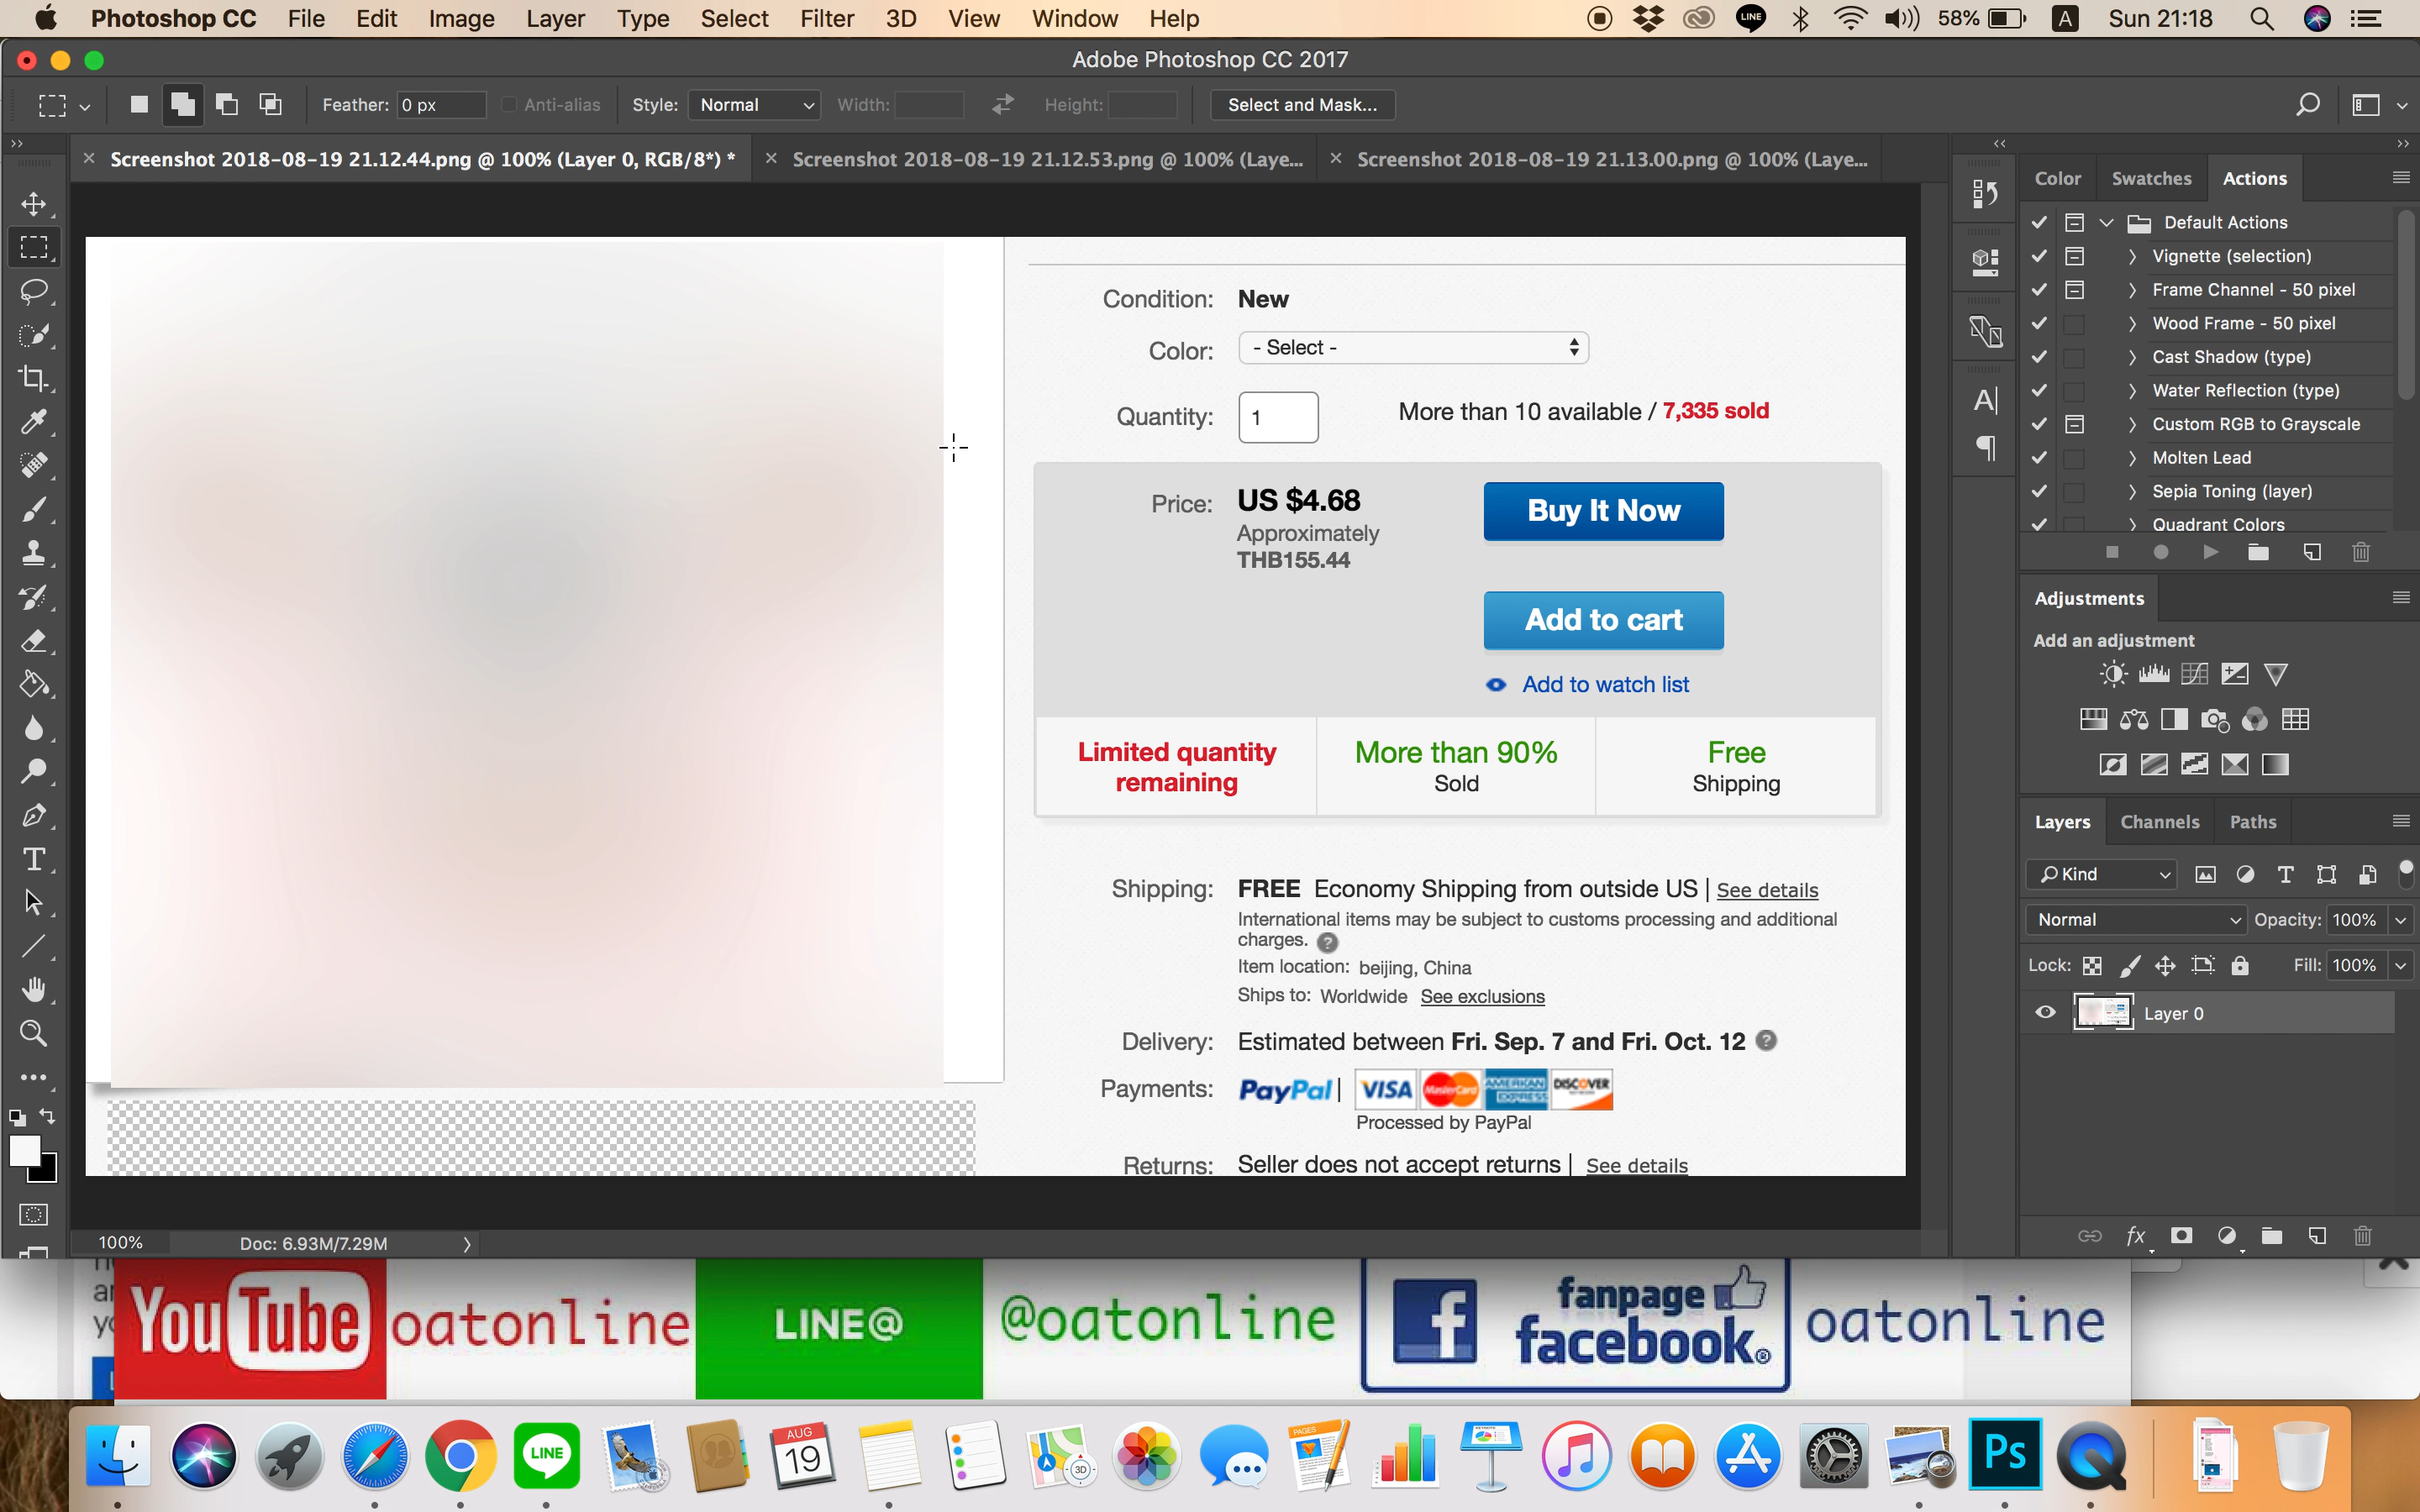 Photoshop CC File Edit Image Layer Type Select Filter 3D View Window Help LINE 58% A Sun 21:18
Adobe Photoshop CC 2017
Feather: 0 px Anti-alias Style: Normal Width: Height: Select and Mask...
Screenshot 2018-08-19 21.12.44.png @ 100% (Layer 0, RGB/8*) * Screenshot 2018-08-19 21.12.53.png @ 100% (Laye... Screenshot 2018-08-19 21.13.00.png @ 100% (Laye...
Condition: New
Color: - Select -
Quantity: 1 More than 10 available / 7,335 sold
Price: US $4.68 Buy It Now
Approximately
THB155.44
Add to cart
Add to watch list
Limited quantity
remaining
More than 90%
Sold
Free
Shipping
Shipping: FREE Economy Shipping from outside US | See details
International items may be subject to customs processing and additional
charges. ?
Item location: beijing, China
Ships to: Worldwide See exclusions
Delivery: Estimated between Fri. Sep. 7 and Fri. Oct. 12 ?
Payments: PayPal | VISA MasterCard AMERICAN EXPRESS DISCOVER
Processed by PayPal
Returns: Seller does not accept returns | See details
100% Doc: 6.93M/7.29M
Color Swatches Actions
Default Actions
Vignette (selection)
Frame Channel - 50 pixel
Wood Frame - 50 pixel
Cast Shadow (type)
Water Reflection (type)
Custom RGB to Grayscale
Molten Lead
Sepia Toning (layer)
Quadrant Colors
Adjustments
Add an adjustment
Layers Channels Paths
Kind
Normal Opacity: 100%
Lock: Fill: 100%
Layer 0
fx
YouTube oatonline LINE@ @oatonline fanpage facebook oatonline
AUG
19
LINE
3D
PAGES
Ps